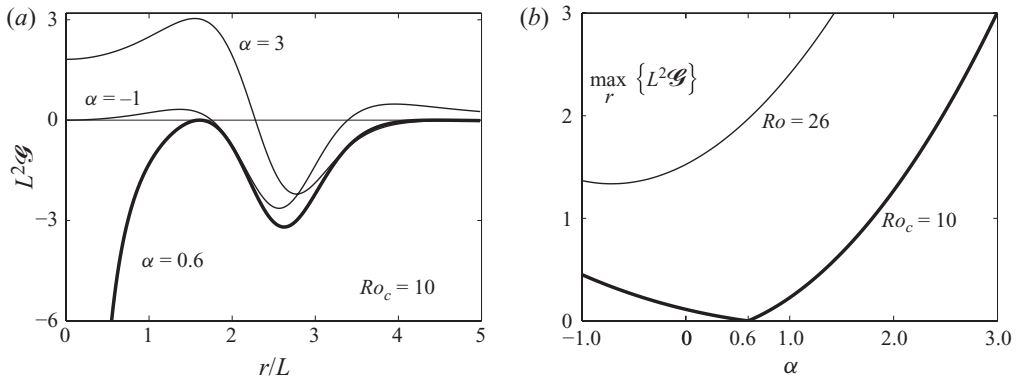 (a)
3
α = 3
α = –1
0
L²𝒢
–3
α = 0.6
Ro_c = 10
–6
0 1 2 3 4 5
r/L
(b)
3
max {L²𝒢}
r
2
Ro = 26
1
Ro_c = 10
0
–1.0 0 0.6 1.0 2.0 3.0
α